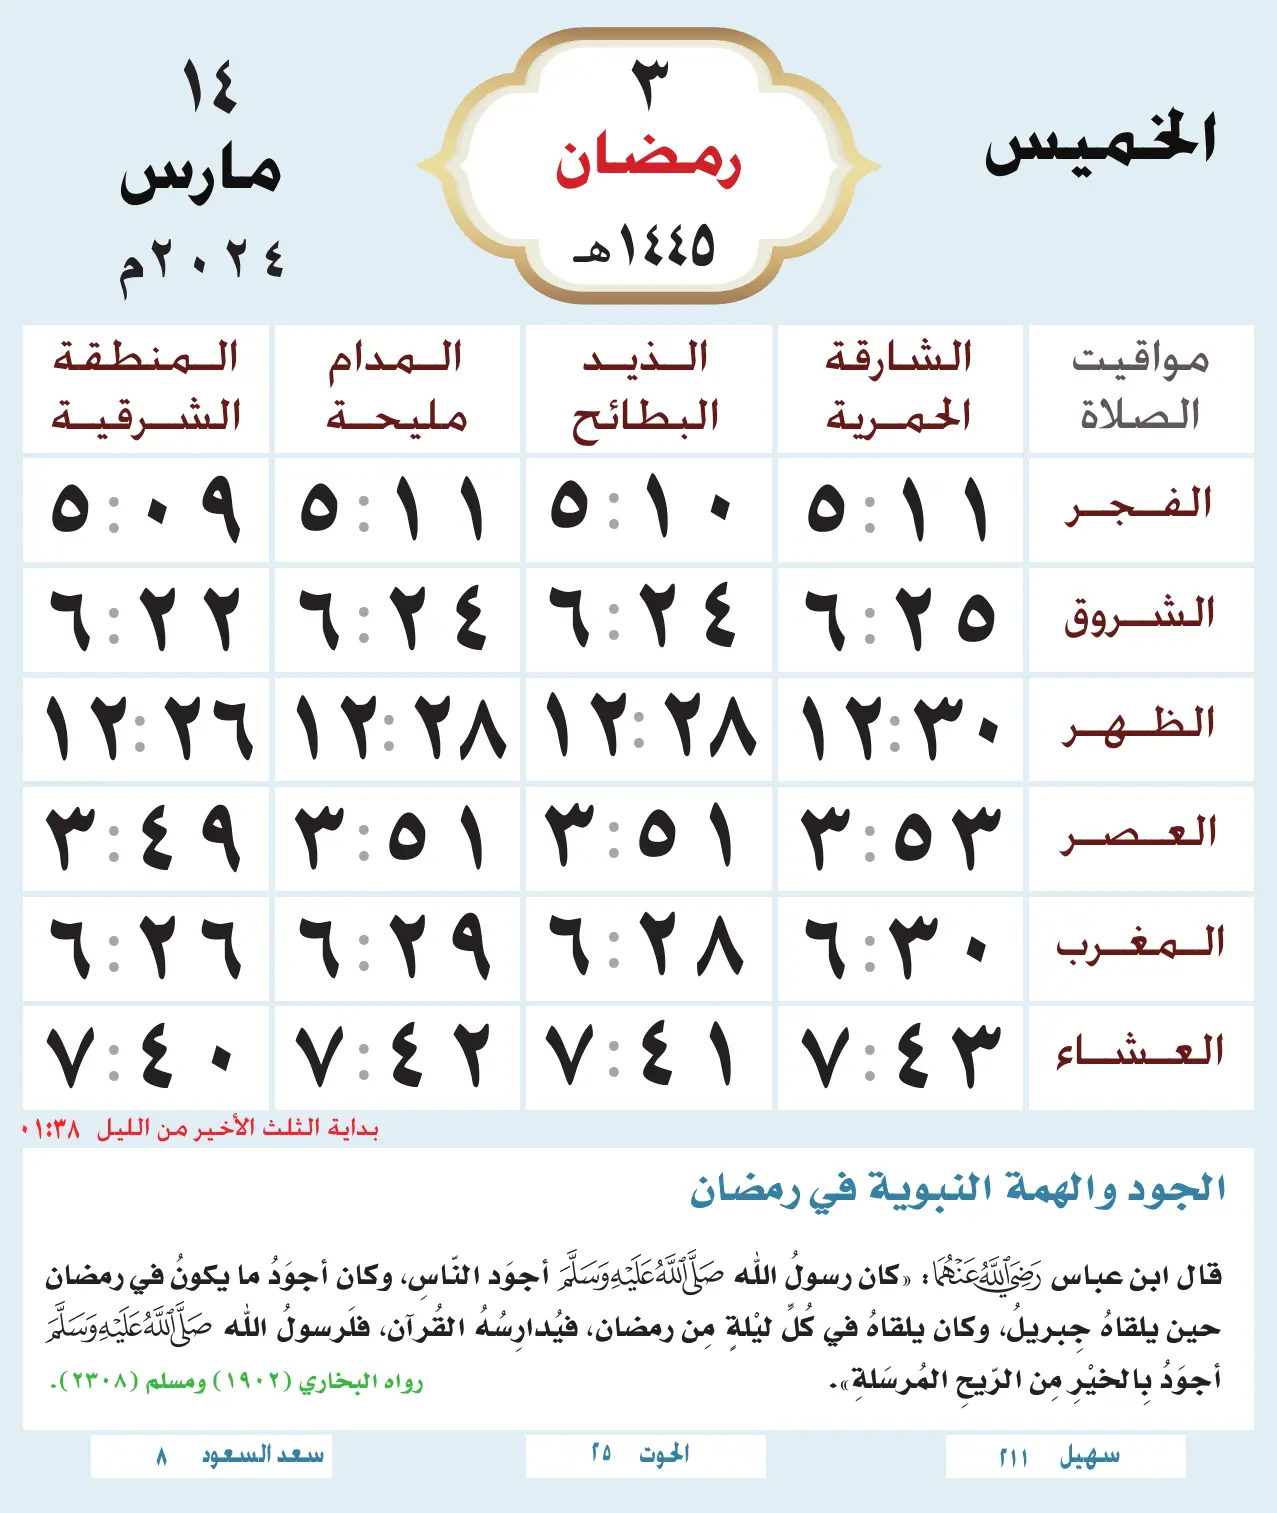 الخميس
٣
رمضان
١٤٤٥هـ
١٤
مارس
٢٠٢٤م
مواقيت الصلاة	الشارقة الحمرية	الذيد البطائح	المدام مليحة	المنطقة الشرقية
الفجر	٥:١١	٥:١٠	٥:١١	٥:٠٩
الشروق	٦:٢٥	٦:٢٤	٦:٢٤	٦:٢٢
الظهر	١٢:٣٠	١٢:٢٨	١٢:٢٨	١٢:٢٦
العصر	٣:٥٣	٣:٥١	٣:٥١	٣:٤٩
المغرب	٦:٣٠	٦:٢٨	٦:٢٩	٦:٢٦
العشاء	٧:٤٣	٧:٤١	٧:٤٢	٧:٤٠
بداية الثلث الأخير من الليل ٠١:٣٨
الجود والهمة النبوية في رمضان
قال ابن عباس رَضِيَ اللَّهُ عَنْهُمَا: «كان رسولُ الله صَلَّى اللَّهُ عَلَيْهِ وَسَلَّمَ أجوَد النّاسِ، وكان أجوَدُ ما يكونُ في رمضان
حين يلقاهُ جِبريلُ، وكان يلقاهُ في كُلِّ ليْلةٍ مِن رمضان، فيُدارِسُهُ القُرآن، فلَرسولُ الله صَلَّى اللَّهُ عَلَيْهِ وَسَلَّمَ
أجوَدُ بِالخيْرِ مِن الرّيحِ المُرسَلةِ». رواه البخاري (١٩٠٢) ومسلم (٢٣٠٨).
سهيل ٢١١	الحوت ٢٥	سعد السعود ٨